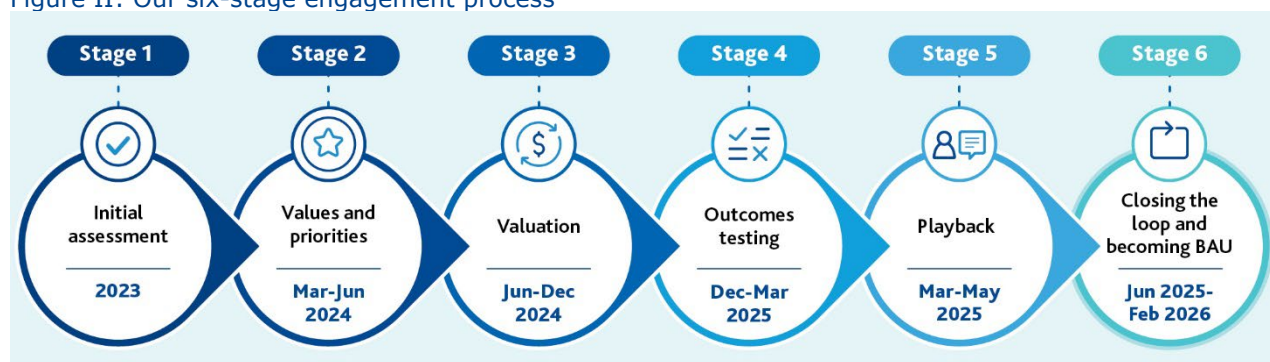 Figure II: Our six-stage engagement process
Stage 1
Stage 2
Stage 3
Stage 4
Stage 5
Stage 6
$
Initial
assessment
2023
Values and
priorities
Mar-Jun
2024
Valuation
Jun-Dec
2024
Outcomes
testing
Dec-Mar
2025
Playback
Mar-May
2025
Closing the
loop and
becoming BAU
Jun 2025-
Feb 2026